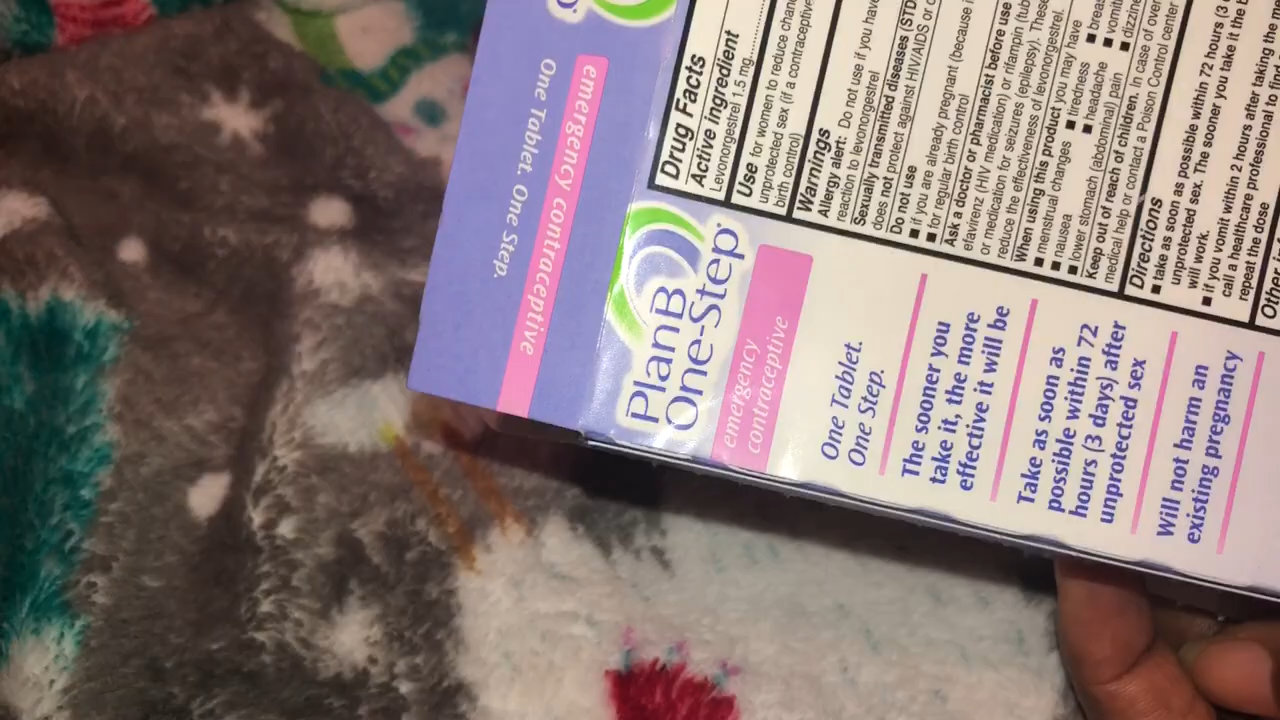 emergency contraceptive
One Tablet. One Step.
Plan B
One-Step
emergency
contraceptive
One Tablet.
One Step.
The sooner you
take it, the more
effective it will be
Take as soon as
possible within 72
hours (3 days) after
unprotected sex
Will not harm an
existing pregnancy
Drug Facts
Active ingredient
Levonorgestrel 1.5 mg
Use for women to reduce
unprotected sex (if a contraceptive
birth control)
Warnings
Allergy alert: Do not use if you have
reaction to levonorgestrel
Sexually transmitted diseases
does not protect against HIV/AIDS or
Do not use
■ if you are already pregnant (because
■ for regular birth control
Ask a doctor or pharmacist before use
efavirenz (HIV medication) or rifampin
or medication for seizures (epilepsy). These
reduce the effectiveness of levonorgestrel.
When using this product you may have
■ menstrual changes ■ tiredness
■ nausea ■ headache
■ lower stomach (abdominal) pain
Keep out of reach of children. In case of
medical help or contact a Poison Control center
Directions
■ take as soon as possible within 72 hours (3
unprotected sex. The sooner you take it the
will work.
■ if you vomit within 2 hours after taking the
call a healthcare professional to find
repeat the dose
Other